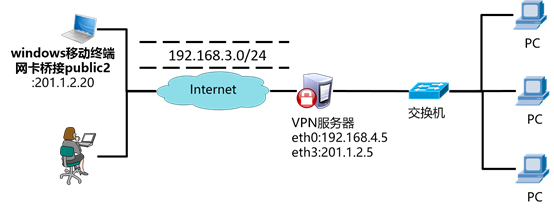 windows移动终端
网卡桥接public2
:201.1.2.20
192.168.3.0/24
Internet
VPN服务器
eth0:192.168.4.5
eth3:201.1.2.5
交换机
PC
PC
PC